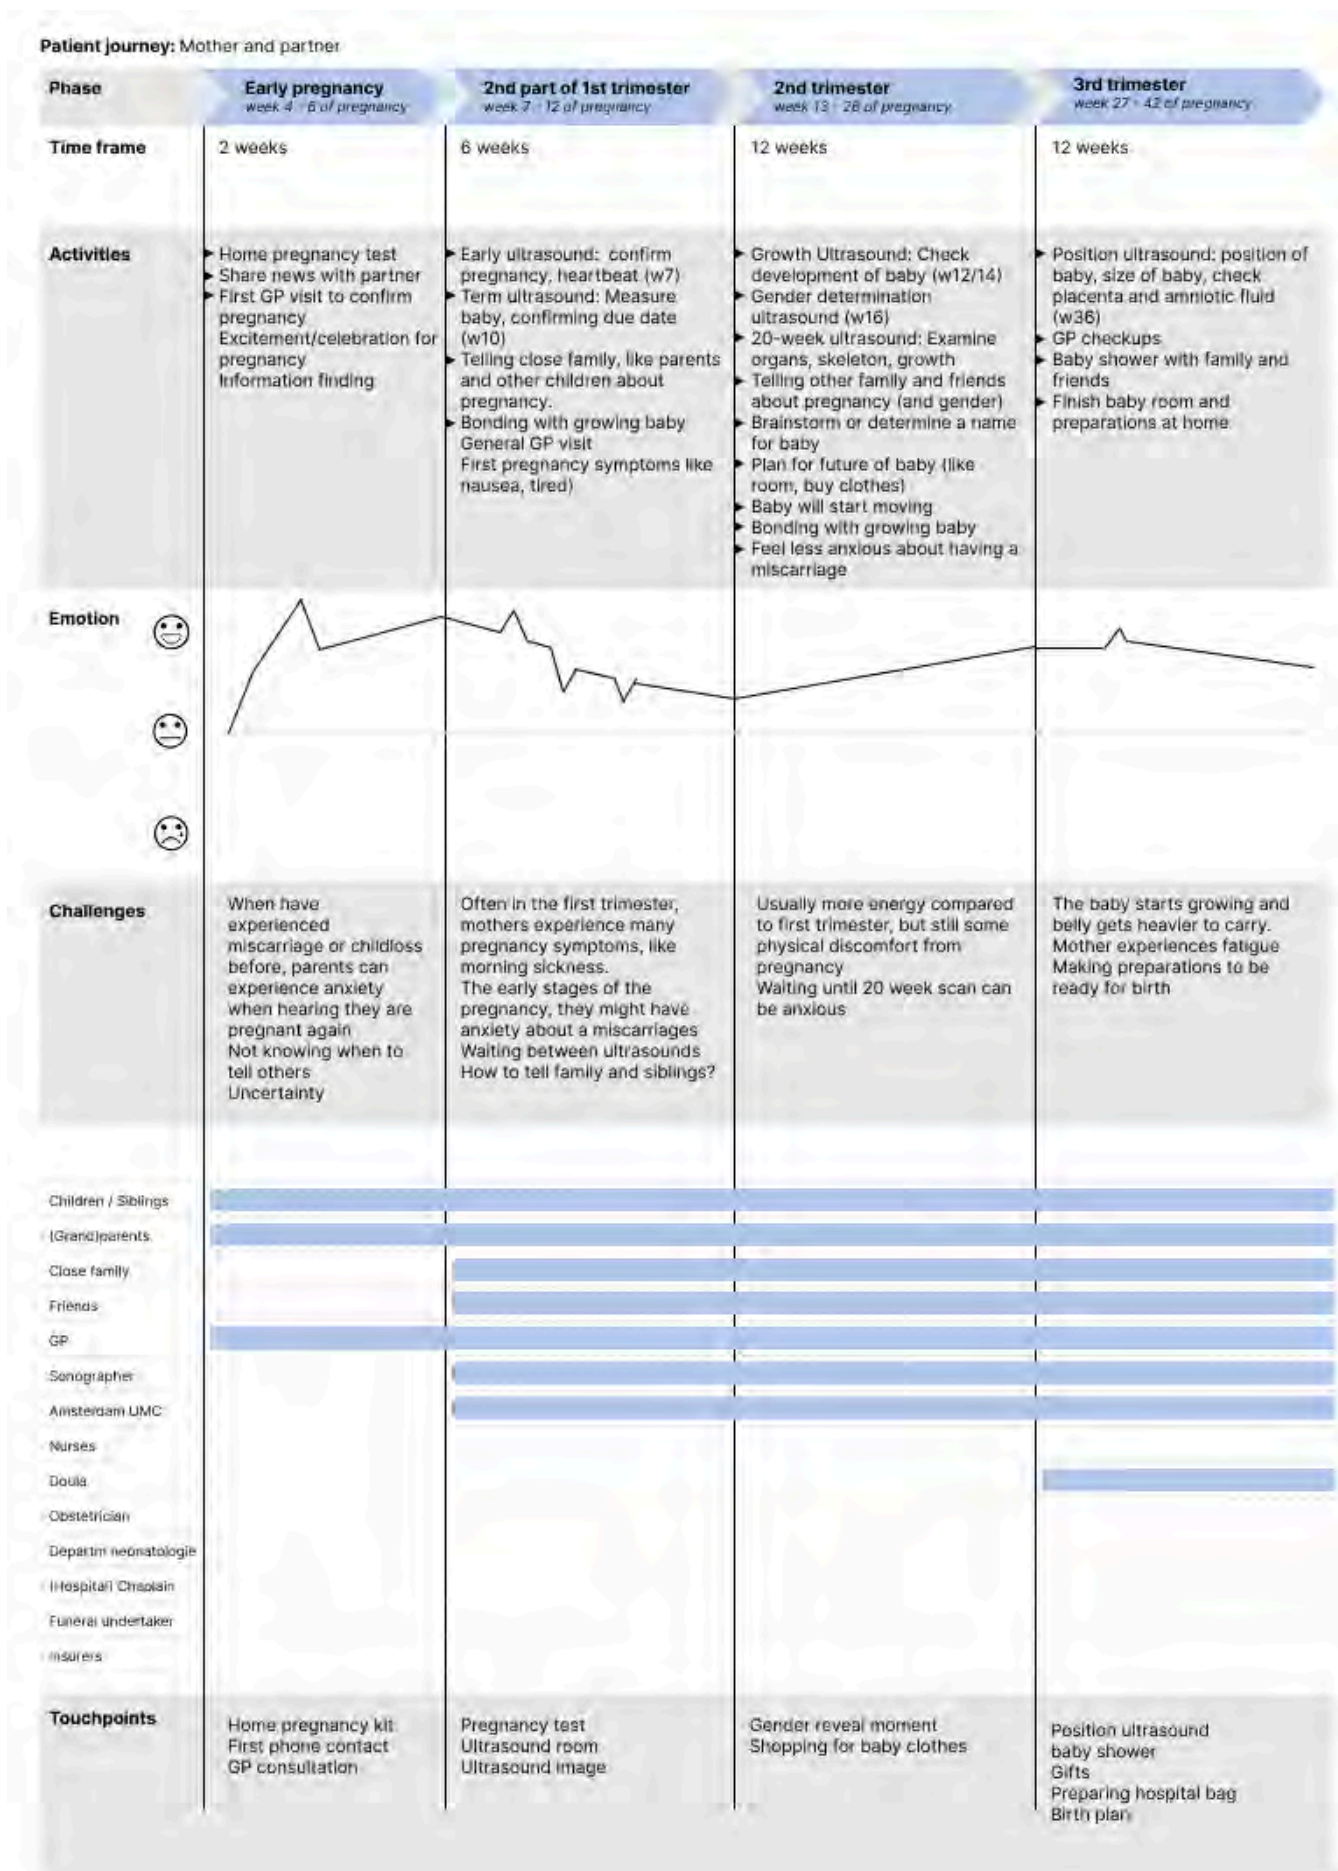 Patient journey: Mother and partner
Phase
Early pregnancy
week 4 - 6 of pregnancy
2nd part of 1st trimester
week 7 - 12 of pregnancy
2nd trimester
week 13 - 26 of pregnancy
3rd trimester
week 27 - 42 of pregnancy
Time frame
2 weeks
6 weeks
12 weeks
12 weeks
Activities
Home pregnancy test
Share news with partner
First GP visit to confirm
pregnancy
Excitement/celebration for
pregnancy
Information finding
Early ultrasound: confirm
pregnancy, heartbeat (w7)
Term ultrasound: Measure
baby, confirming due date
(w10)
Telling close family, like parents
and other children about
pregnancy.
Bonding with growing baby
General GP visit
First pregnancy symptoms like
nausea, tired)
Growth Ultrasound: Check
development of baby (w12/14)
Gender determination
ultrasound (w16)
20-week ultrasound: Examine
organs, skeleton, growth
Telling other family and friends
about pregnancy (and gender)
Brainstorm or determine a name
for baby
Plan for future of baby (like
room, buy clothes)
Baby will start moving
Bonding with growing baby
Feel less anxious about having a
miscarriage
Position ultrasound: position of
baby, size of baby, check
placenta and amniotic fluid
(w36)
GP checkups
Baby shower with family and
friends
Finish baby room and
preparations at home
Emotion
Challenges
When have
experienced
miscarriage or childloss
before, parents can
experience anxiety
when hearing they are
pregnant again
Not knowing when to
tell others
Uncertainty
Often in the first trimester,
mothers experience many
pregnancy symptoms, like
morning sickness.
The early stages of the
pregnancy, they might have
anxiety about a miscarriages
Waiting between ultrasounds
How to tell family and siblings?
Usually more energy compared
to first trimester, but still some
physical discomfort from
pregnancy
Waiting until 20 week scan can
be anxious
The baby starts growing and
belly gets heavier to carry.
Mother experiences fatigue
Making preparations to be
ready for birth
Children / Siblings
(Grand)parents
Close family
Friends
GP
Sonographer
Amsterdam UMC
Nurses
Doula
Obstetrician
Departm neonatologie
(Hospital) Chaplain
Funeral undertaker
Insurers
Touchpoints
Home pregnancy kit
First phone contact
GP consultation
Pregnancy test
Ultrasound room
Ultrasound image
Gender reveal moment
Shopping for baby clothes
Position ultrasound
baby shower
Gifts
Preparing hospital bag
Birth plan